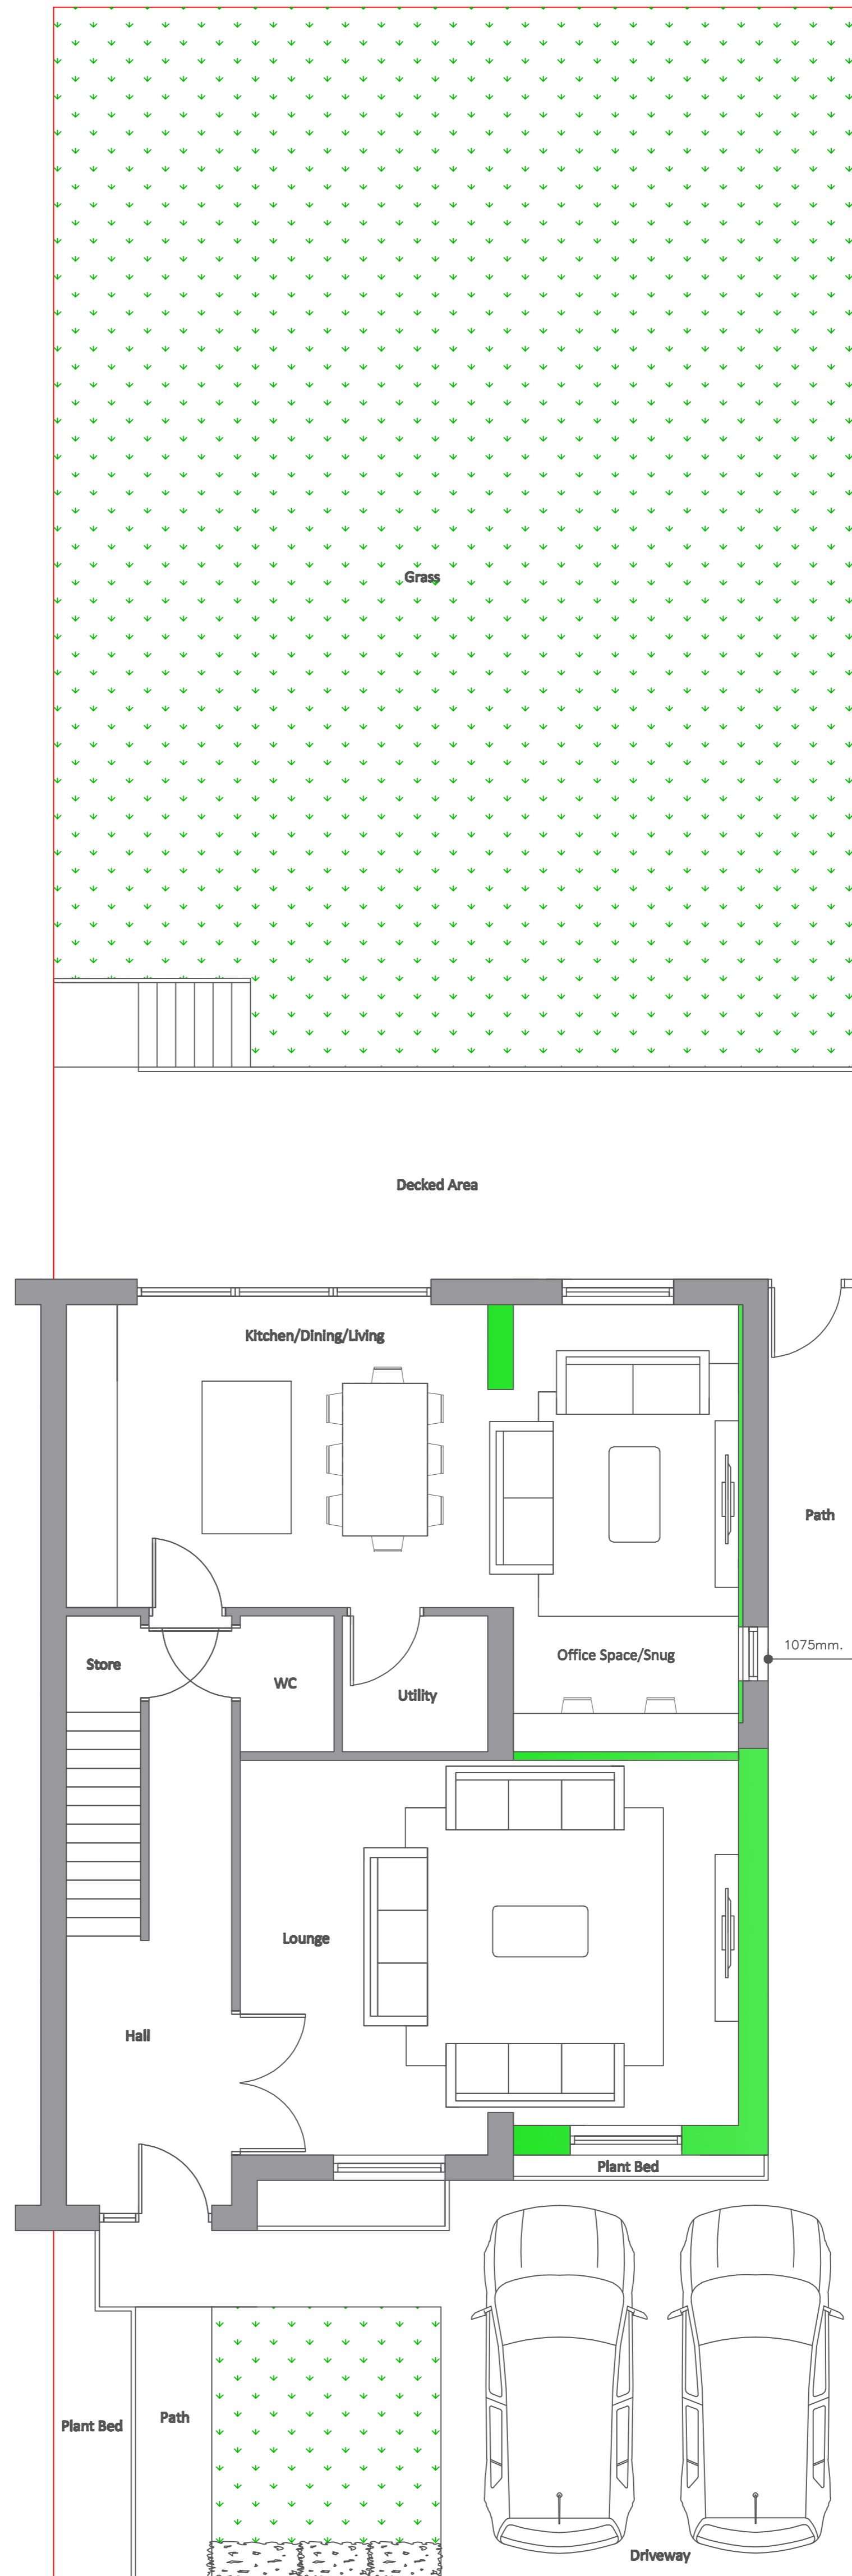 Grass
Decked Area
Kitchen/Dining/Living
Path
1075mm.
Office Space/Snug
Store
WC
Utility
Lounge
Hall
Plant Bed
Path
Plant Bed
Driveway